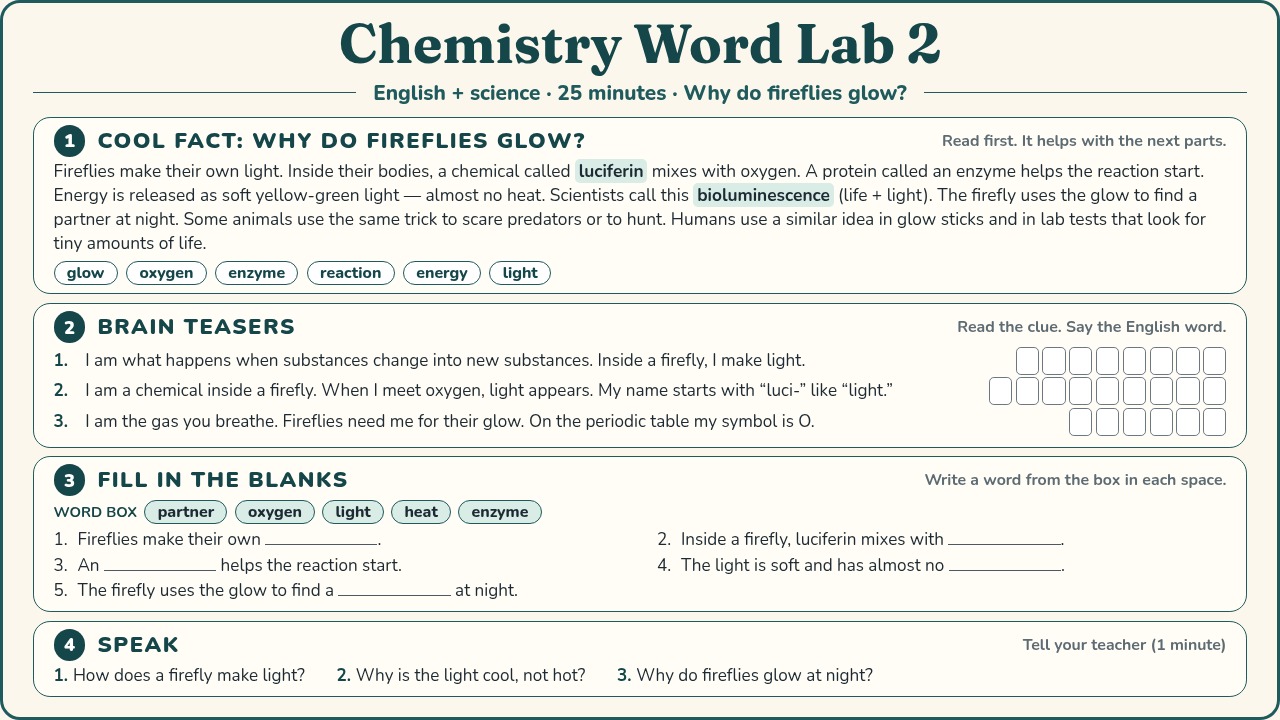 Chemistry Word Lab 2
English + science · 25 minutes · Why do fireflies glow?
1 COOL FACT: WHY DO FIREFLIES GLOW? Read first. It helps with the next parts.
Fireflies make their own light. Inside their bodies, a chemical called luciferin mixes with oxygen. A protein called an enzyme helps the reaction start.
Energy is released as soft yellow-green light — almost no heat. Scientists call this bioluminescence (life + light). The firefly uses the glow to find a
partner at night. Some animals use the same trick to scare predators or to hunt. Humans use a similar idea in glow sticks and in lab tests that look for
tiny amounts of life.
glow oxygen enzyme reaction energy light
2 BRAIN TEASERS Read the clue. Say the English word.
1. I am what happens when substances change into new substances. Inside a firefly, I make light.
2. I am a chemical inside a firefly. When I meet oxygen, light appears. My name starts with “luci-” like “light.”
3. I am the gas you breathe. Fireflies need me for their glow. On the periodic table my symbol is O.
3 FILL IN THE BLANKS Write a word from the box in each space.
WORD BOX partner oxygen light heat enzyme
1. Fireflies make their own ____________. 2. Inside a firefly, luciferin mixes with ____________.
3. An ____________ helps the reaction start. 4. The light is soft and has almost no ____________.
5. The firefly uses the glow to find a ____________ at night.
4 SPEAK Tell your teacher (1 minute)
1. How does a firefly make light? 2. Why is the light cool, not hot? 3. Why do fireflies glow at night?